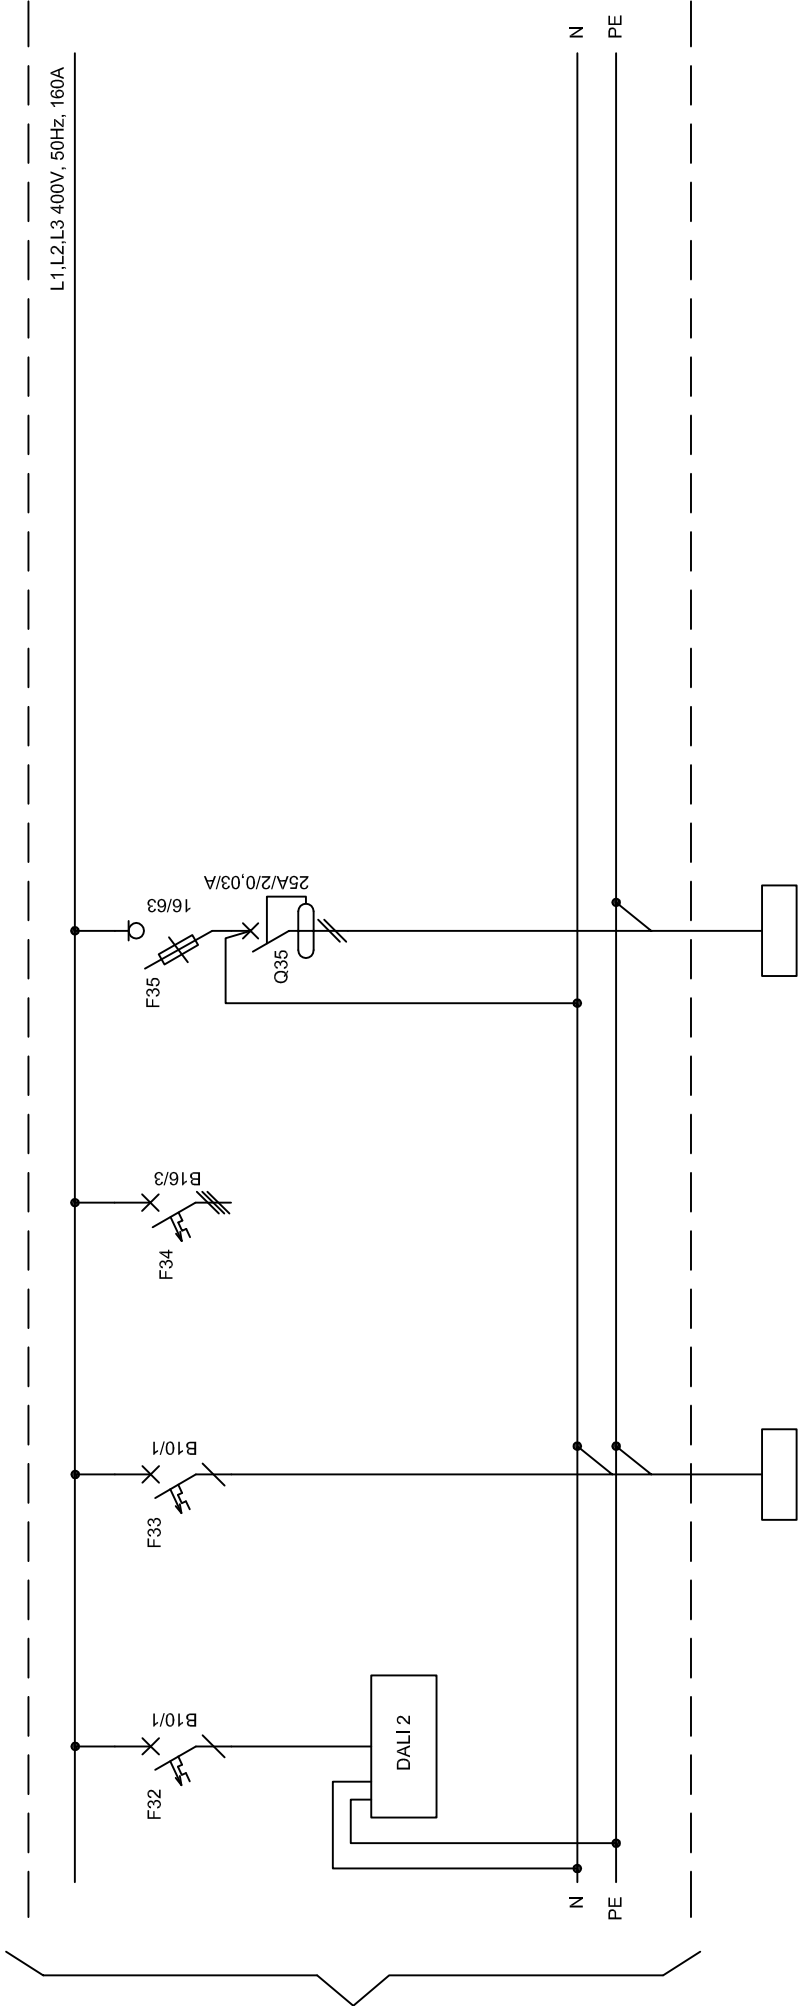 L1,L2,L3 400V, 50Hz, 160A
N
PE
F32
B10/1
DALI 2
F33
B10/1
F34
B16/3
F35
16/63
Q35
25A/2/0,03/A
N
PE